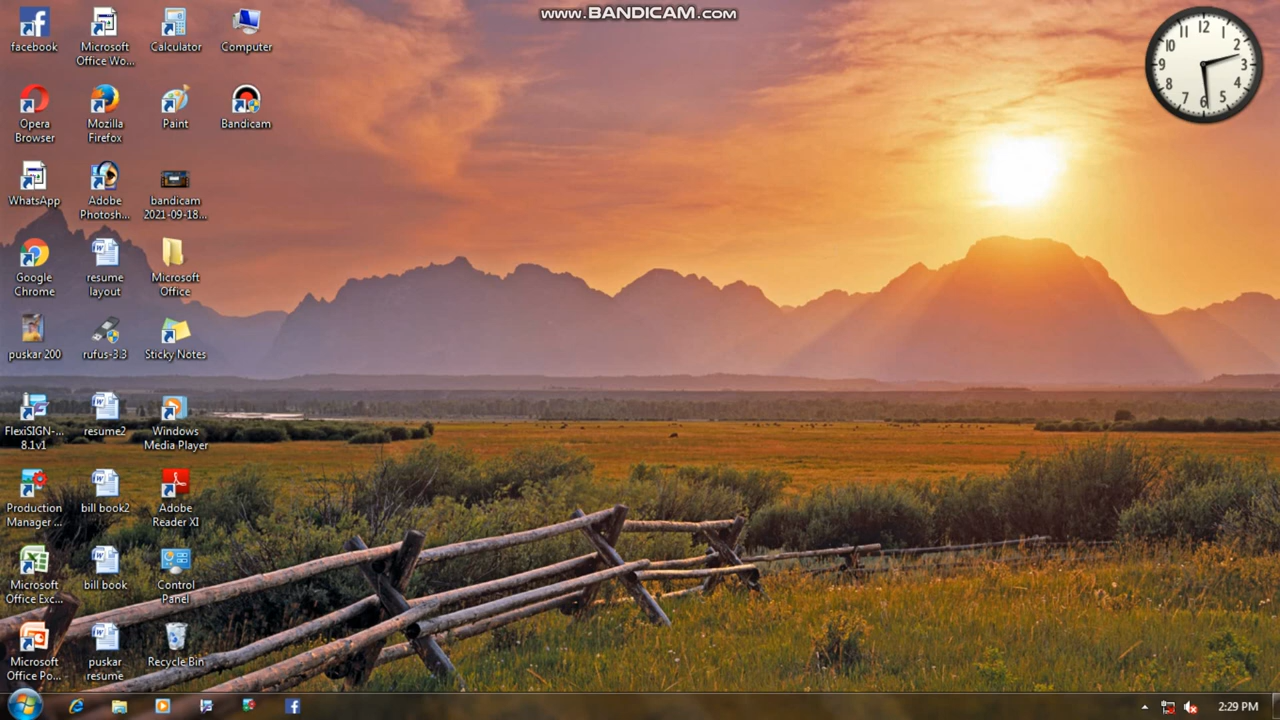 www.BANDICAM.com
facebook
Microsoft
Office Wo...
Calculator
Computer
Opera
Browser
Mozilla
Firefox
Paint
Bandicam
WhatsApp
Adobe
Photosh...
bandicam
2021-09-18...
Google
Chrome
resume
layout
Microsoft
Office
puskar 200
rufus-3.3
Sticky Notes
FlexiSIGN-...
8.1v1
resume2
Windows
Media Player
Production
Manager ...
bill book2
Adobe
Reader XI
Microsoft
Office Exc...
bill book
Control
Panel
Microsoft
Office Po...
puskar
resume
Recycle Bin
12
1
2
3
4
5
6
7
8
9
10
11
2:29 PM